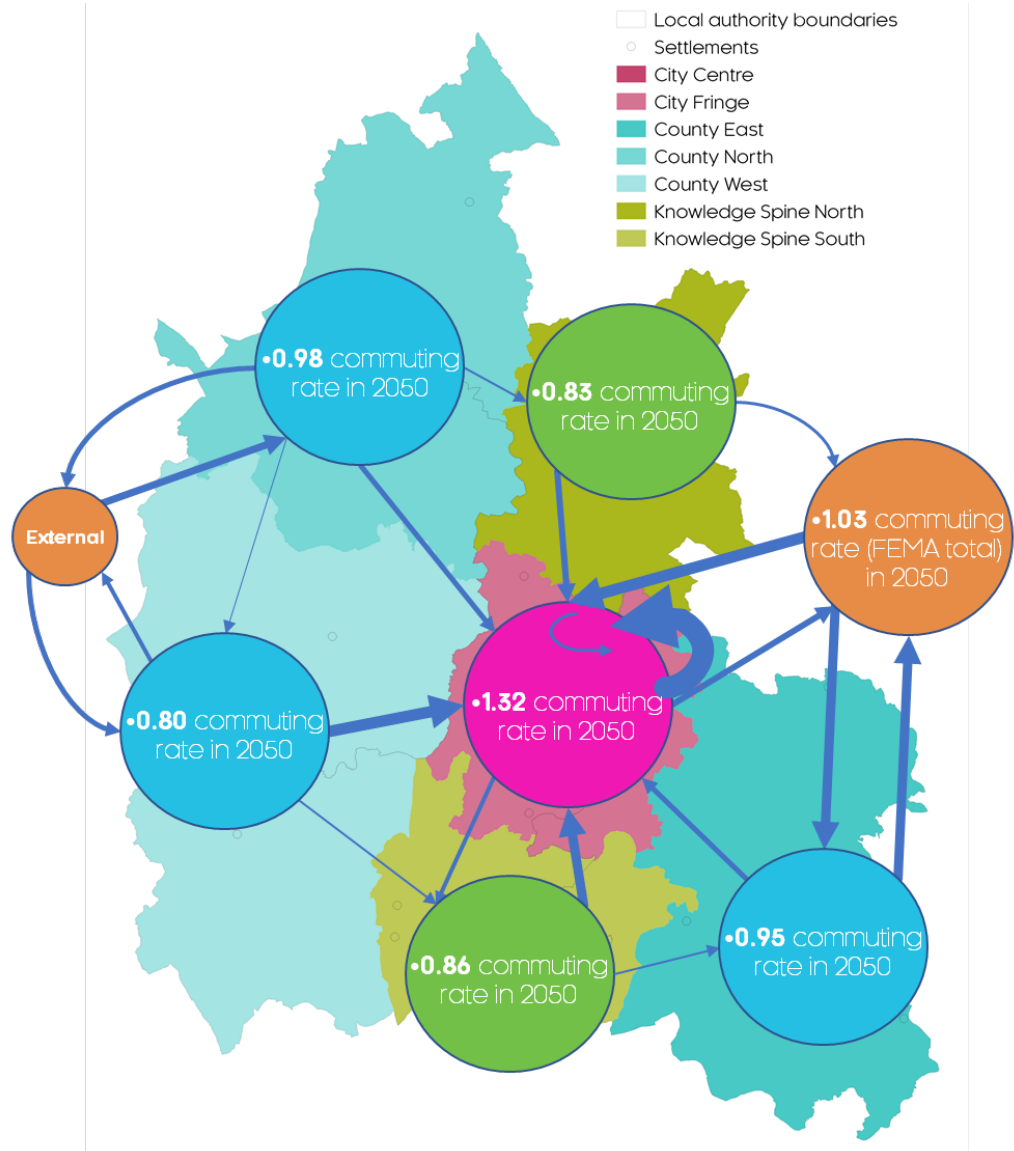 Local authority boundaries
Settlements
City Centre
City Fringe
County East
County North
County West
Knowledge Spine North
Knowledge Spine South
•0.98 commuting
rate in 2050
•0.83 commuting
rate in 2050
External
•1.03 commuting
rate (FEMA total)
in 2050
•1.32 commuting
rate in 2050
•0.80 commuting
rate in 2050
•0.95 commuting
rate in 2050
•0.86 commuting
rate in 2050